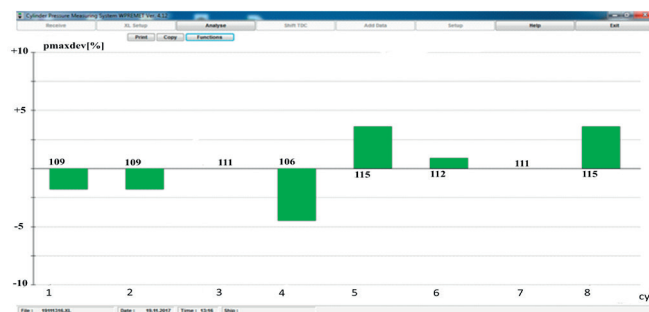 Cylinder Pressure Measuring System WPREMET Ver. 4.12
Receive XL Setup Analyse Shift TDC Add Data Setup Help Exit
Print Copy Functions
+10 pmaxdev[%]
+5
109 109 111 106 115 112 111 115
-5
-10
1 2 3 4 5 6 7 8 cy
File : Date : 19.11.2017 Time : 13:16 Ship :